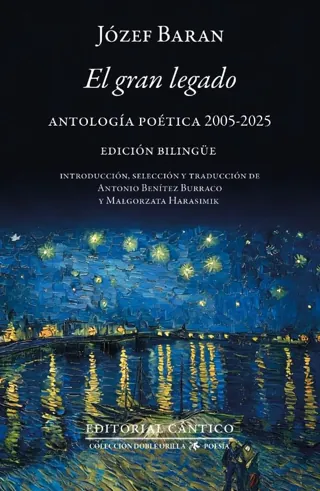 Józef Baran
El gran legado
ANTOLOGÍA POÉTICA 2005-2025
EDICIÓN BILINGÜE
INTRODUCCIÓN, SELECCIÓN Y TRADUCCIÓN DE
Antonio Benítez Burraco
y Małgorzata Harasimik
EDITORIAL CÁNTICO
COLECCIÓN DOBLE ORILLA POESÍA